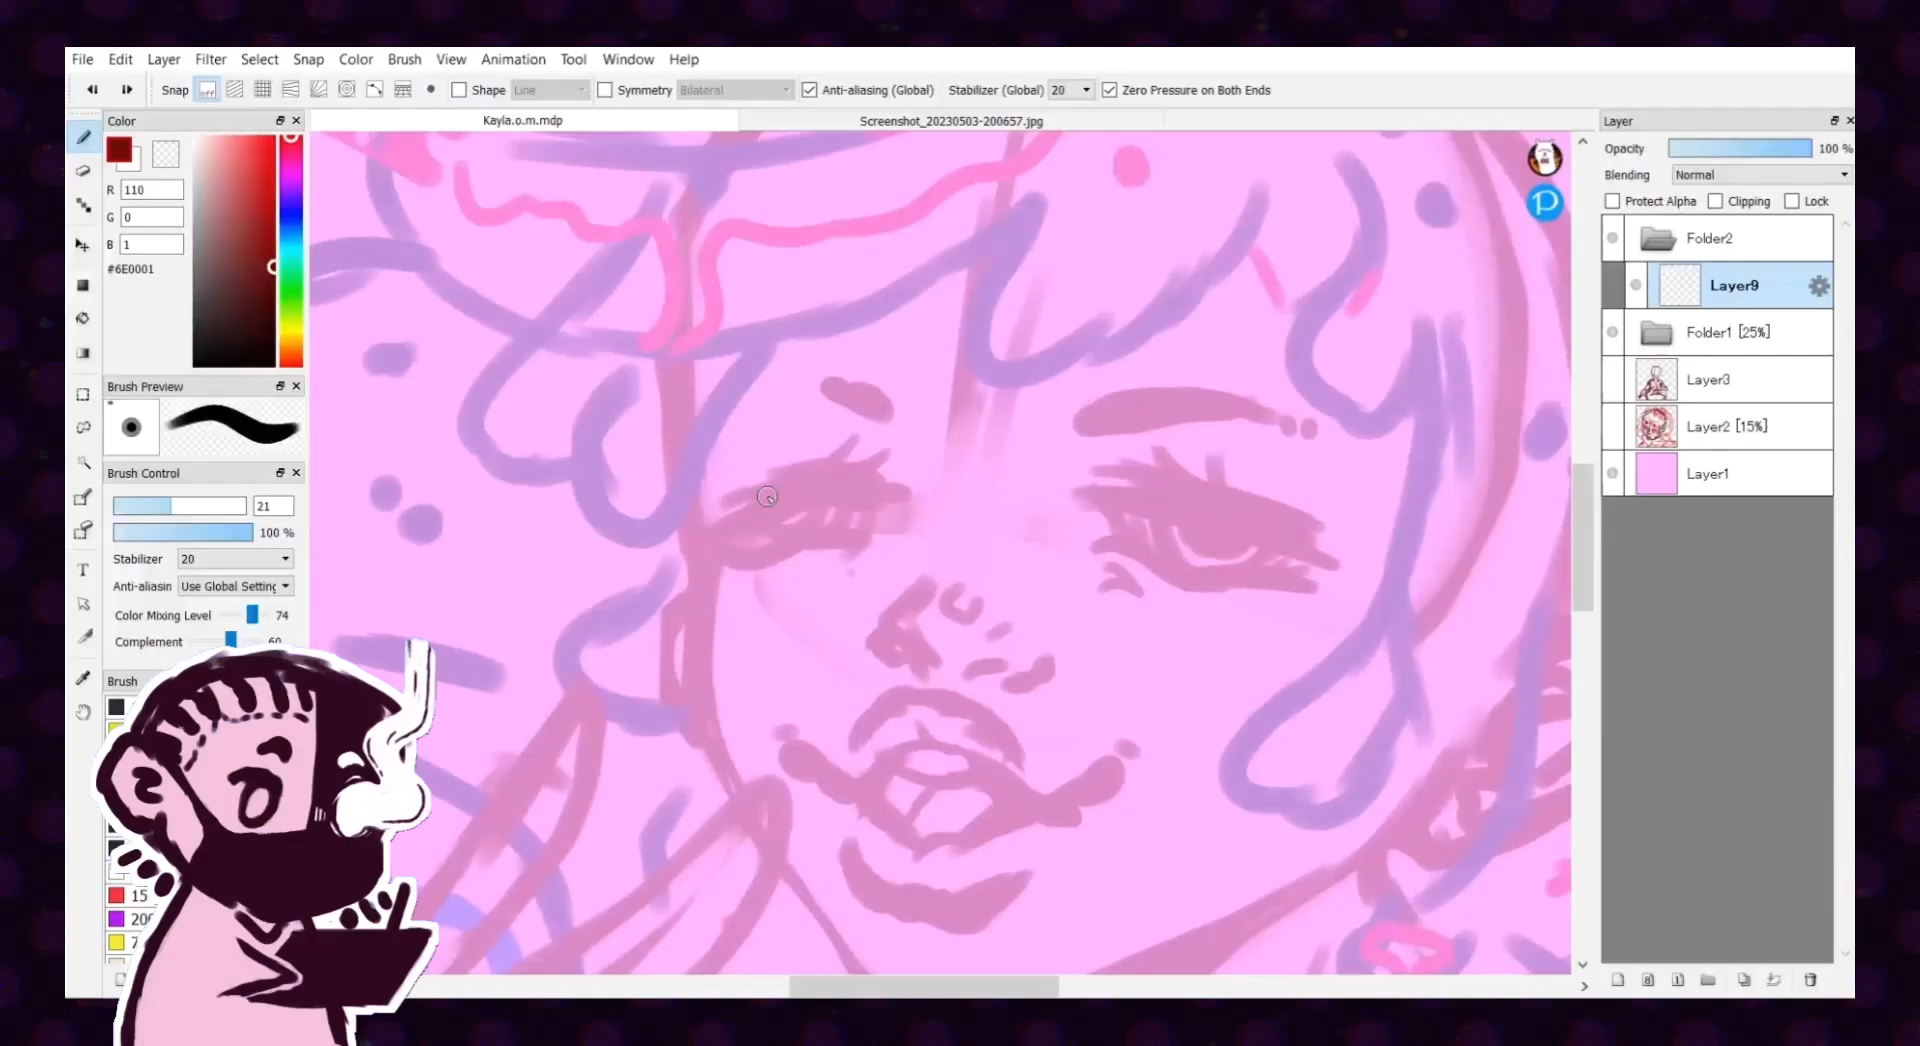 File Edit Layer Filter Select Snap Color Brush View Animation Tool Window Help
Snap off Shape Line Symmetry Bilateral Anti-aliasing (Global) Stabilizer (Global) 20 Zero Pressure on Both Ends
Color
Kayla.o.m.mdp
Screenshot_20230503-200657.jpg
R 110
G 0
B 1
#6E0001
Brush Preview
Brush Control
21
100 %
Stabilizer 20
Anti-aliasin Use Global Setting
Color Mixing Level 74
Complement 60
Brush
15
T
P
Layer
Opacity 100 %
Blending Normal
Protect Alpha Clipping Lock
Folder2
Layer9
Folder1 [25%]
Layer3
Layer2 [15%]
Layer1